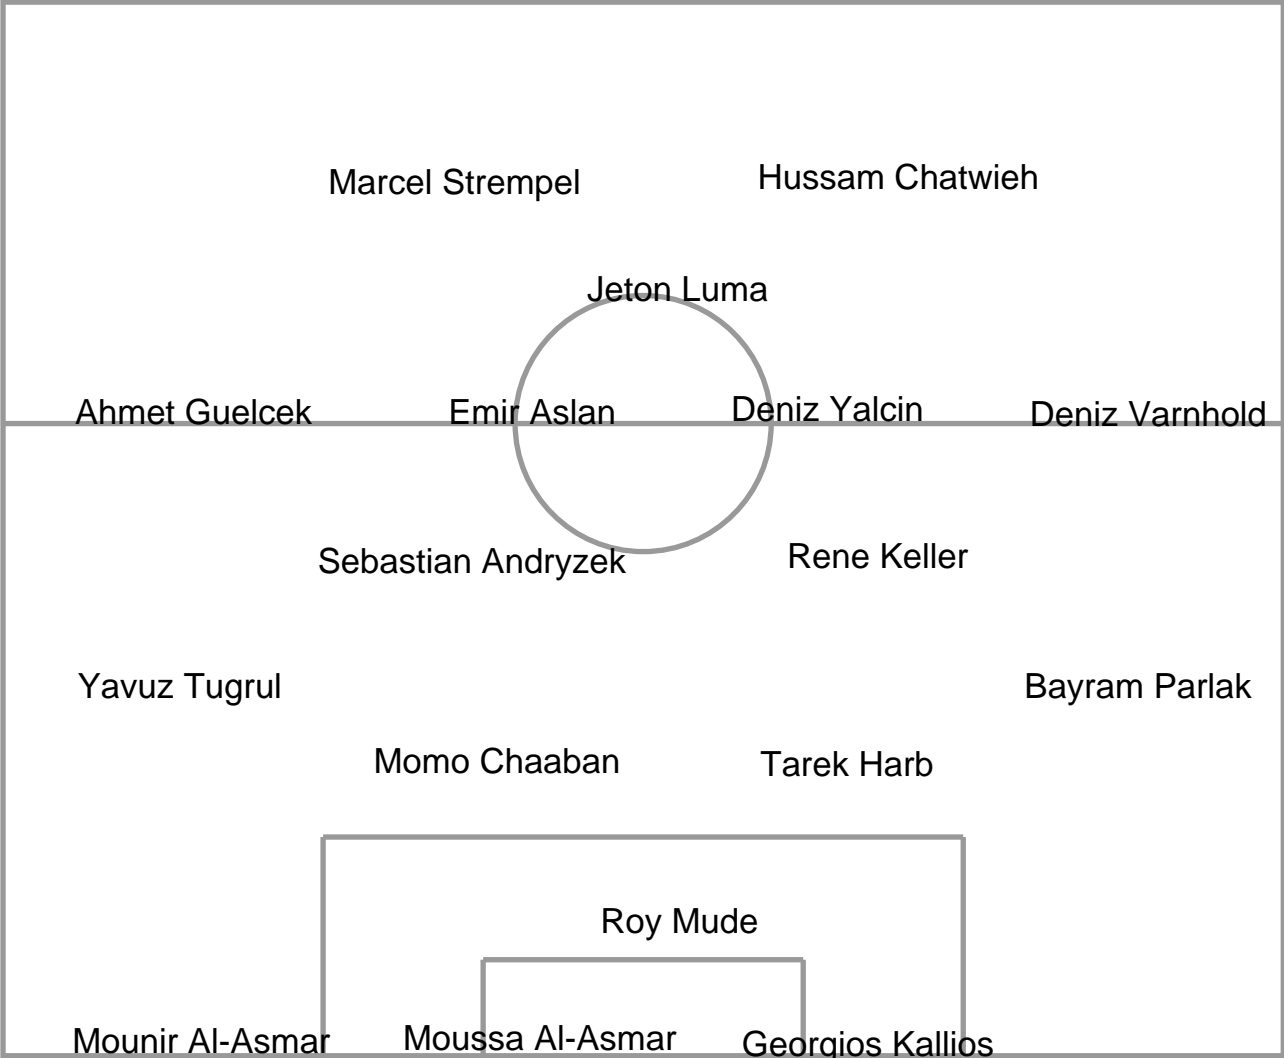 Marcel Strempel
Hussam Chatwieh
Jeton Luma
Ahmet Guelcek
Emir Aslan
Deniz Yalcin
Deniz Varnhold
Sebastian Andryzek
Rene Keller
Yavuz Tugrul
Bayram Parlak
Momo Chaaban
Tarek Harb
Roy Mude
Mounir Al-Asmar
Moussa Al-Asmar
Georgios Kallios